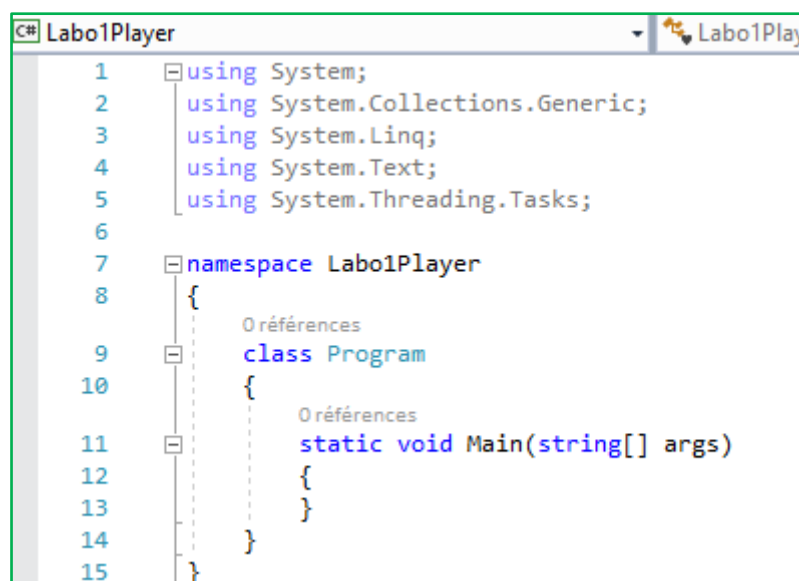 C# Labo1Player Labo1Play
1 using System;
2 using System.Collections.Generic;
3 using System.Linq;
4 using System.Text;
5 using System.Threading.Tasks;
6
7 namespace Labo1Player
8 {
0 références
9 class Program
10 {
0 références
11 static void Main(string[] args)
12 {
13 }
14 }
15 }